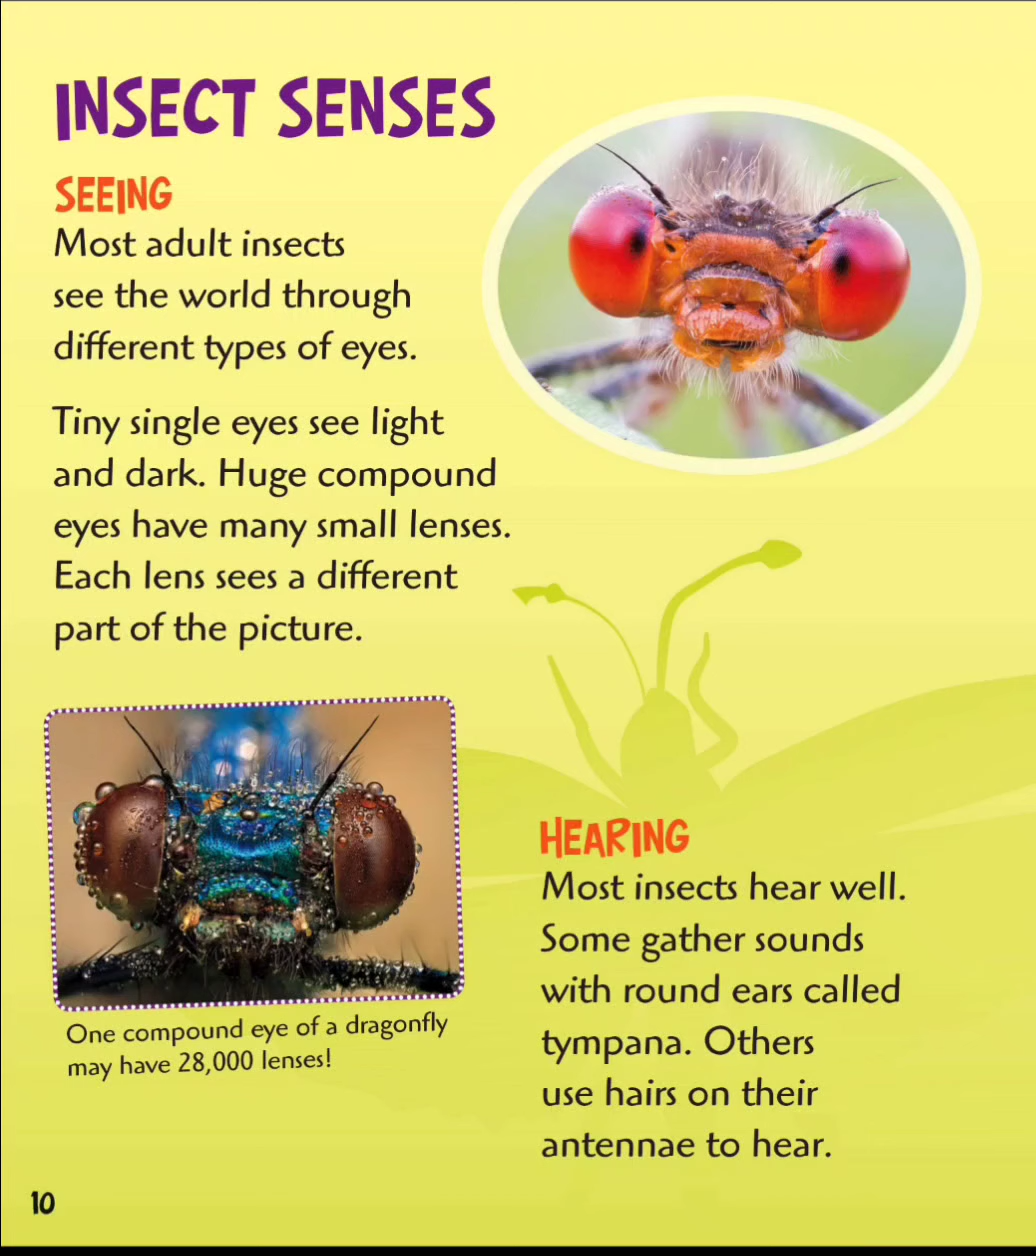 INSECT SENSES
SEEING
Most adult insects
see the world through
different types of eyes.
Tiny single eyes see light
and dark. Huge compound
eyes have many small lenses.
Each lens sees a different
part of the picture.
One compound eye of a dragonfly
may have 28,000 lenses!
HEARING
Most insects hear well.
Some gather sounds
with round ears called
tympana. Others
use hairs on their
antennae to hear.
10